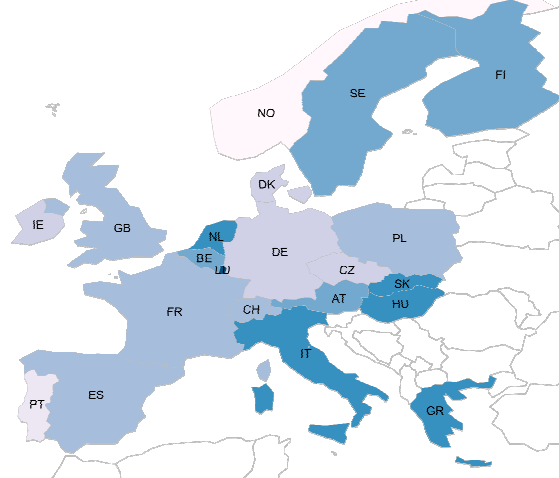 FI
SE
NO
DK
IE
GB
NL
PL
BE
DE
LU
CZ
SK
AT
HU
CH
FR
IT
ES
PT
GR